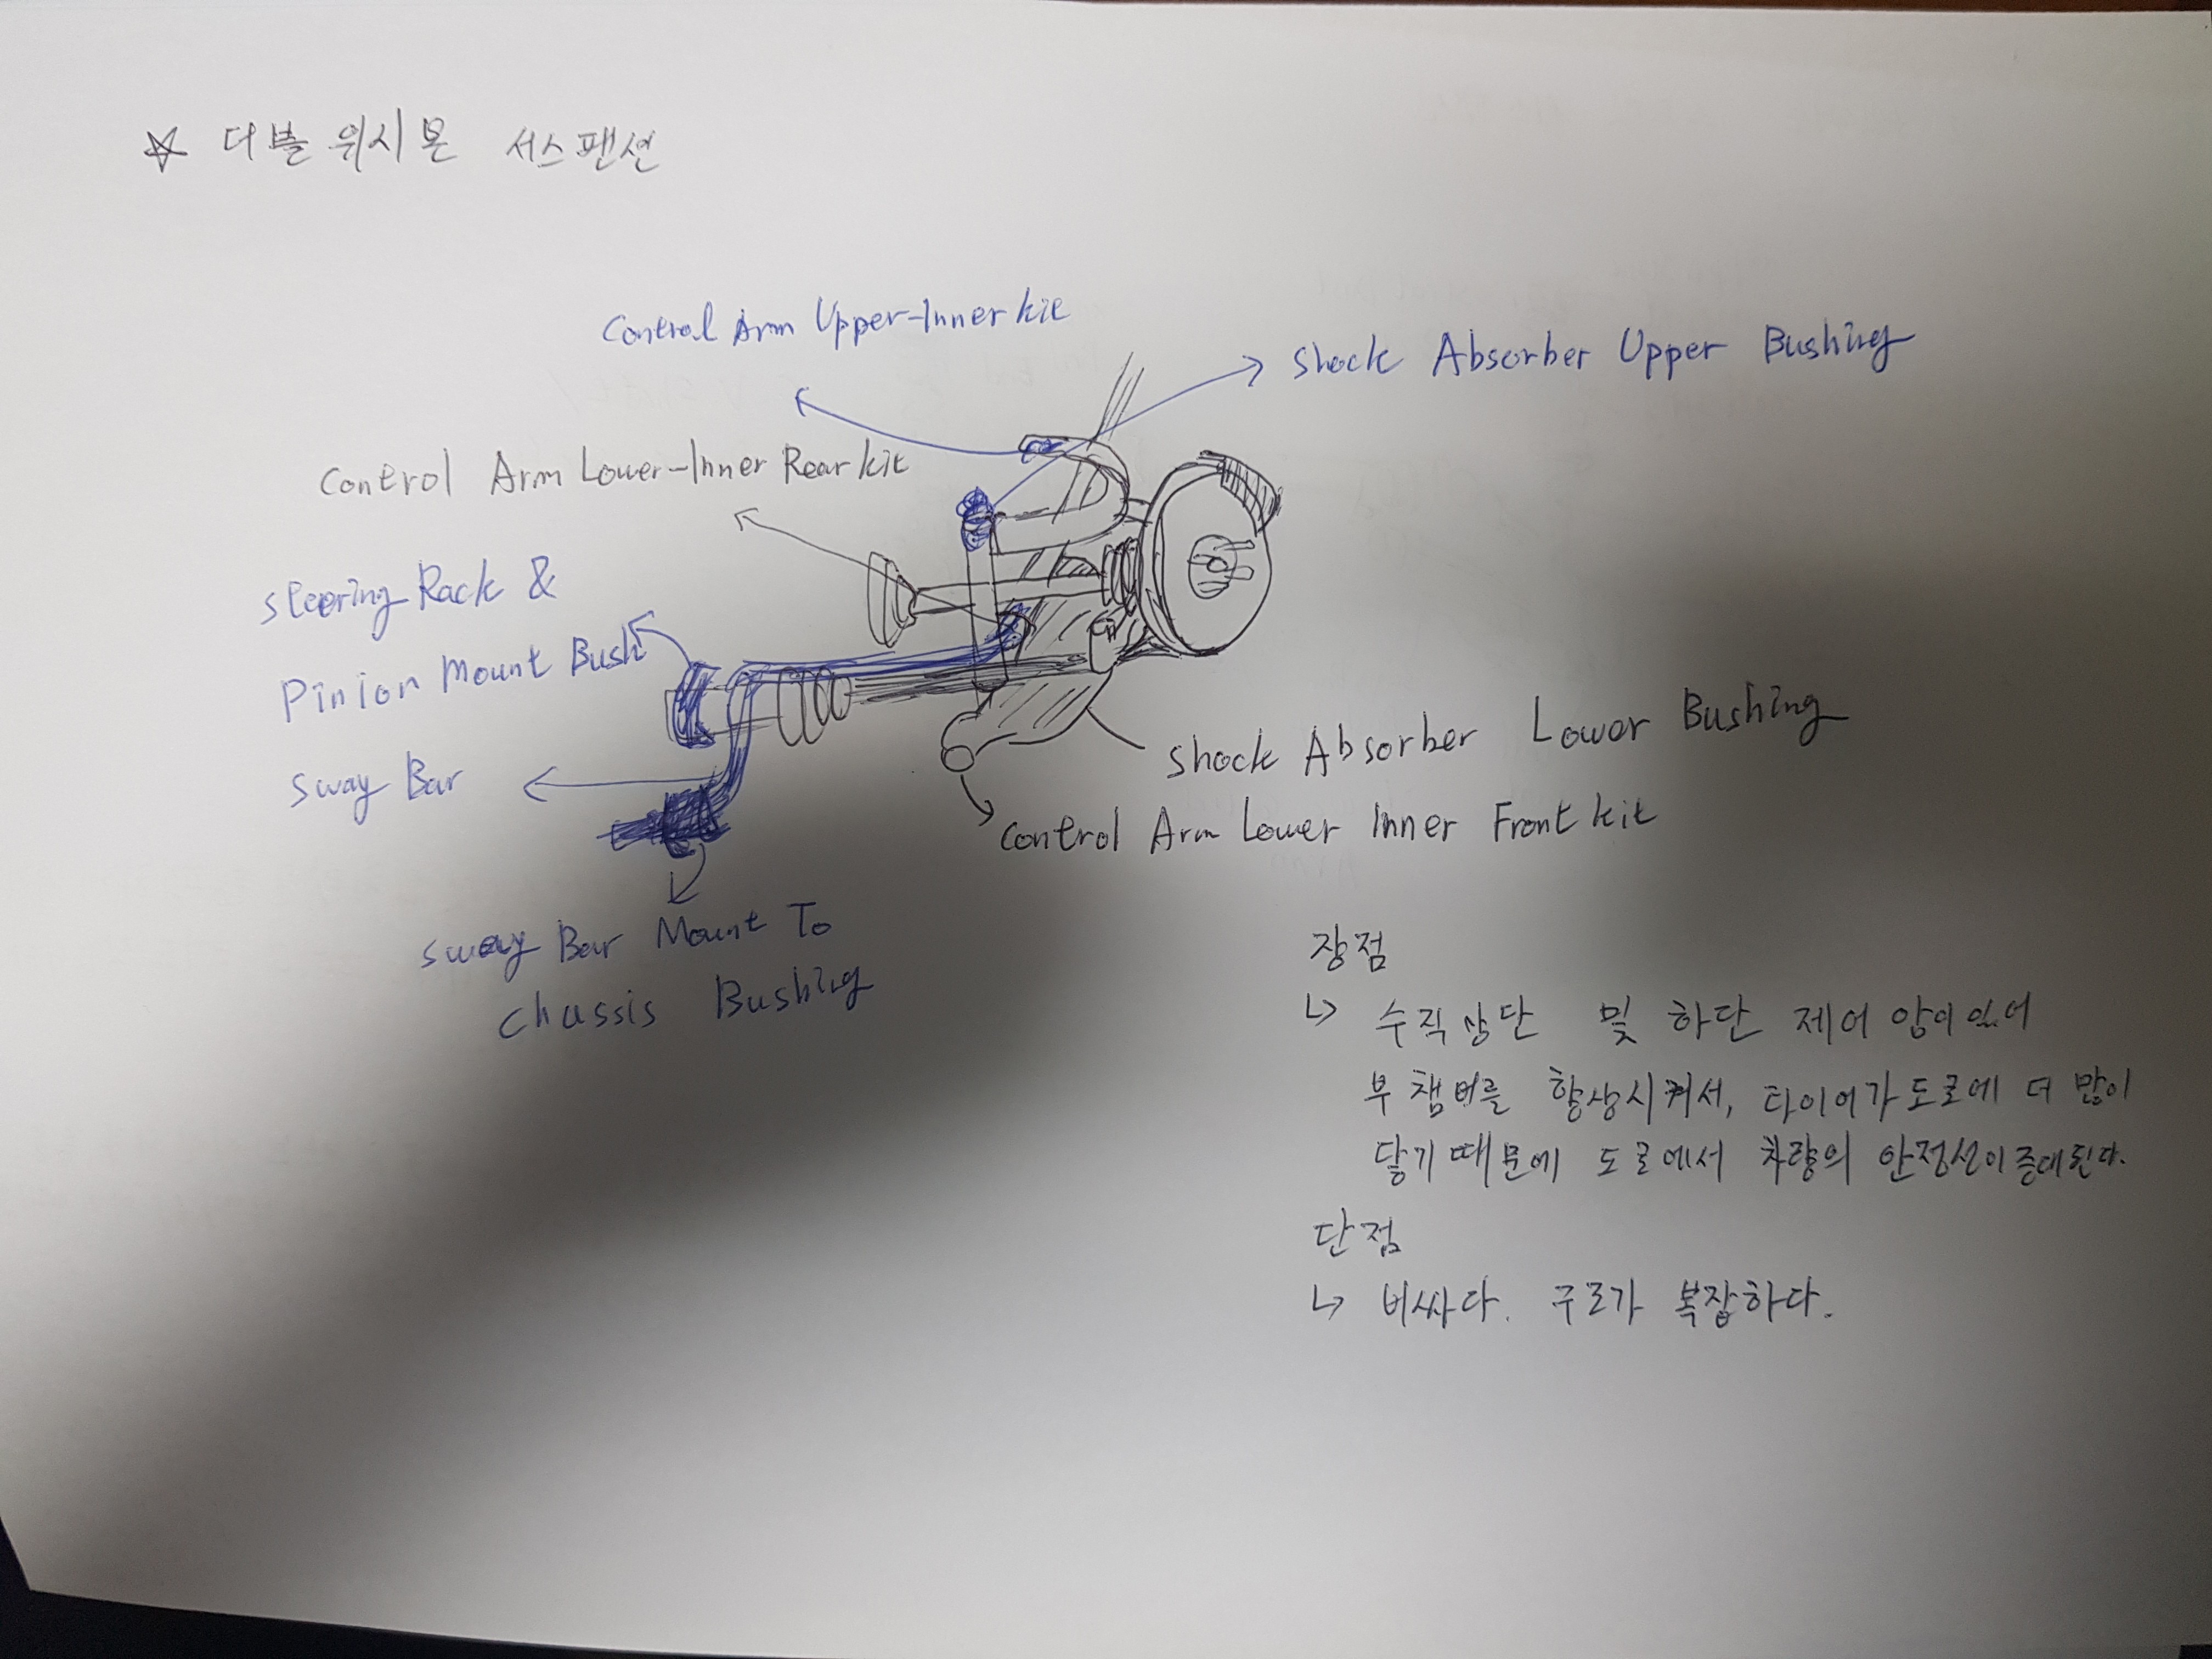 ☆ 더블 위시본 서스펜션
Control Arm Upper-Inner kit
Control Arm Lower-Inner Rear kit
Steering Rack &
Pinion Mount Bush
Sway Bar
Sway Bar Mount To
Chassis Bushing
Shock Absorber Upper Bushing
Shock Absorber Lower Bushing
Control Arm Lower Inner Front kit
장점
↳ 수직상단 및 하단 제어 암이 있어
부 캠버를 향상시켜서, 타이어가 도로에 더 많이
닿기 때문에 도로에서 차량의 안정성이 증대된다.
단점
↳ 비싸다. 구조가 복잡하다.